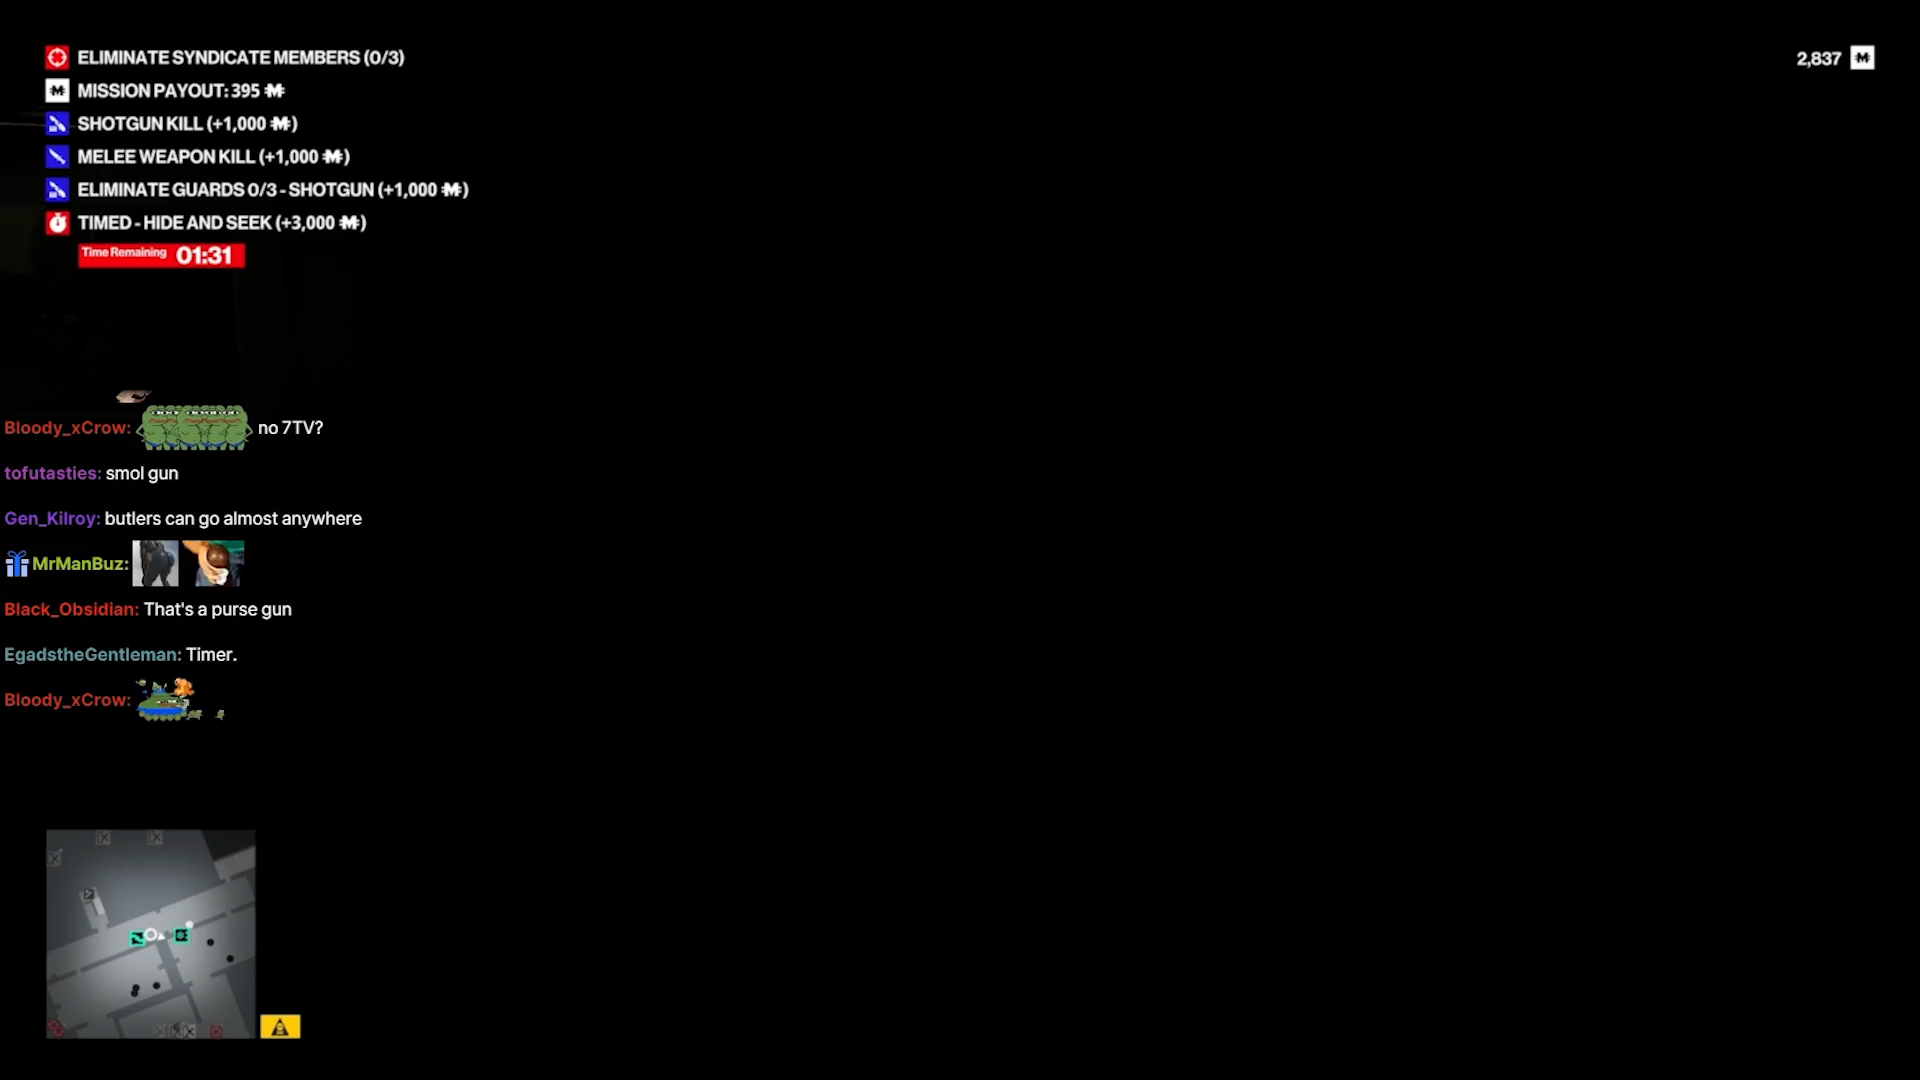 ELIMINATE SYNDICATE MEMBERS (0/3)
2,837
MISSION PAYOUT: 395
SHOTGUN KILL (+1,000 )
MELEE WEAPON KILL (+1,000 )
ELIMINATE GUARDS 0/3 - SHOTGUN (+1,000 )
TIMED - HIDE AND SEEK (+3,000 )
Time Remaining 01:31
Bloody_xCrow: no 7TV?
tofutasties: smol gun
Gen_Kilroy: butlers can go almost anywhere
MrManBuz:
Black_Obsidian: That's a purse gun
EgadstheGentleman: Timer.
Bloody_xCrow: